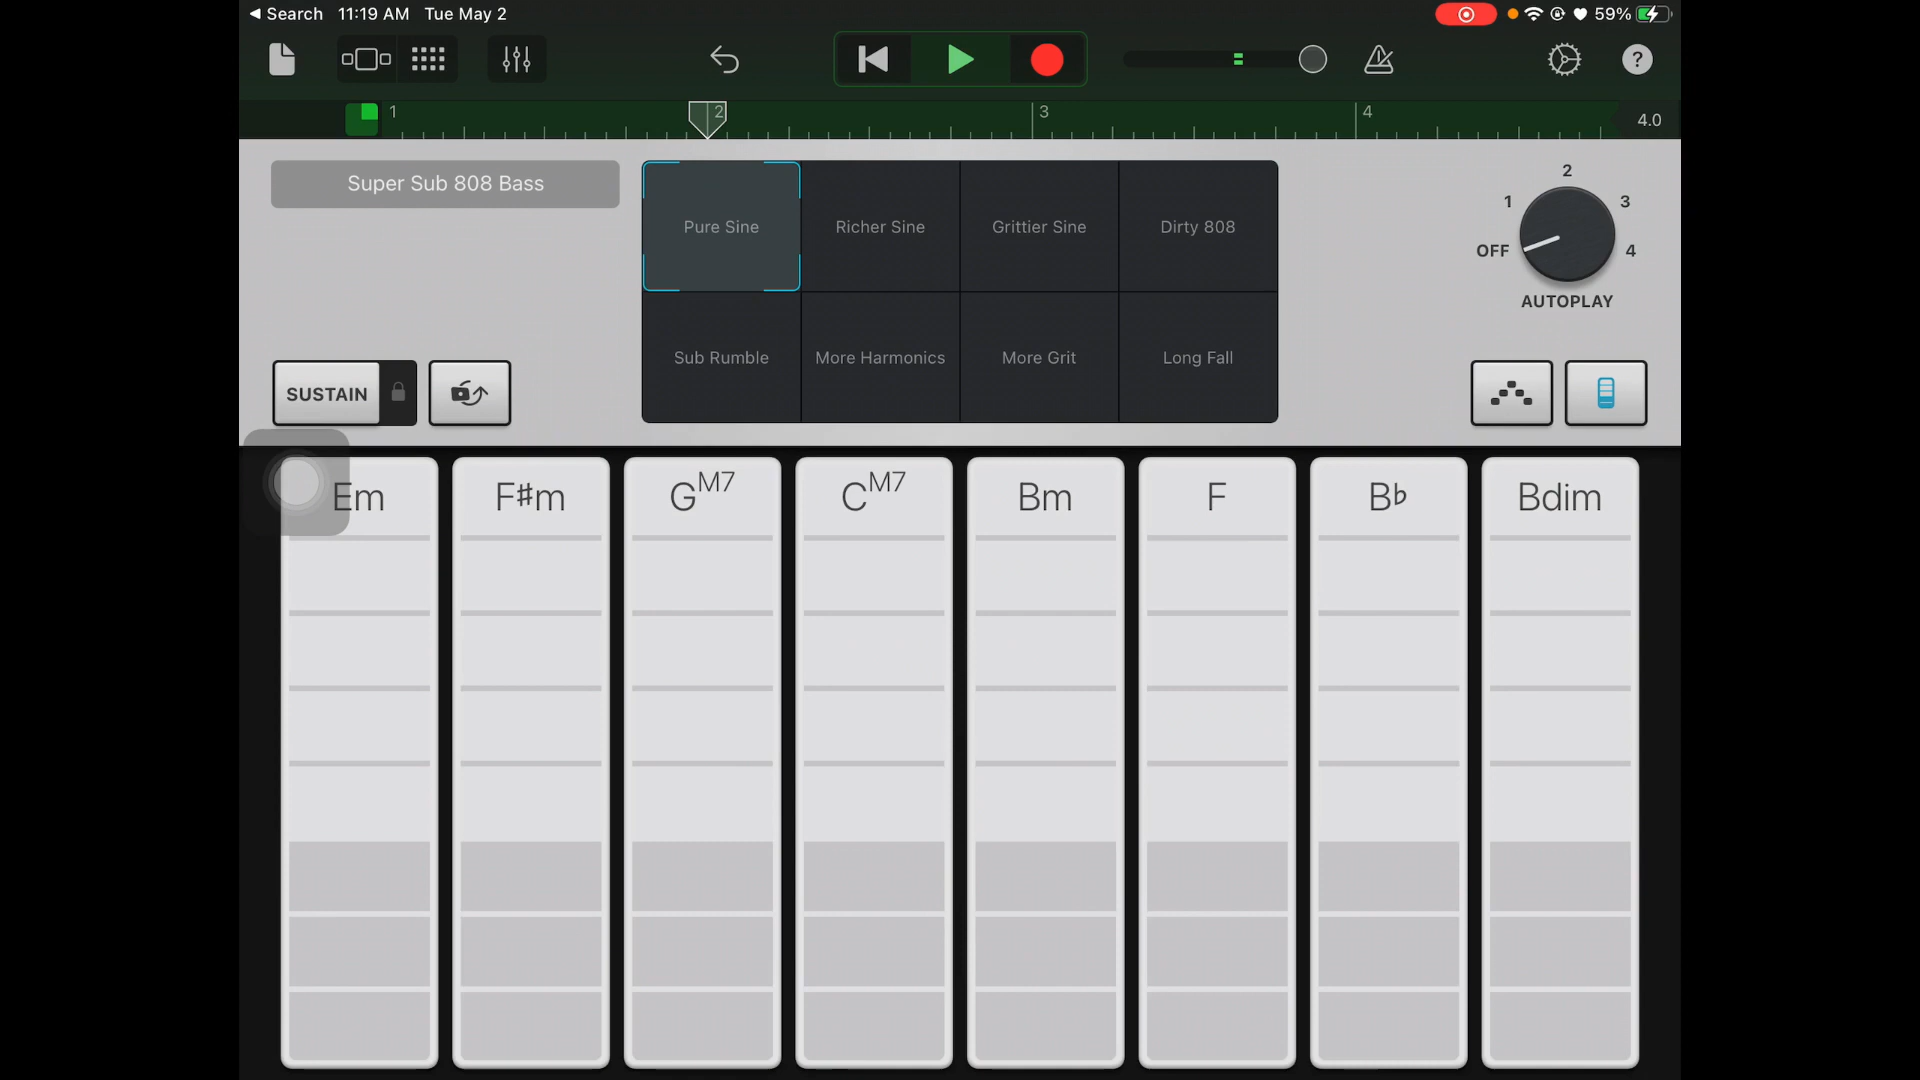 Search 11:19 AM Tue May 2
59%
?
1 2 3 4 4.0
Super Sub 808 Bass
Pure Sine Richer Sine Grittier Sine Dirty 808
Sub Rumble More Harmonics More Grit Long Fall
2
1 3
OFF 4
AUTOPLAY
SUSTAIN
Em F♯m GM7 CM7 Bm F B♭ Bdim